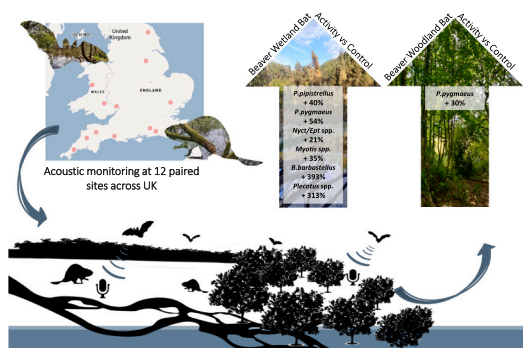 United
Kingdom
WALES
ENGLAND
Acoustic monitoring at 12 paired
sites across UK
Beaver Wetland Bat
Activity vs Control
P.pipistrellus
+ 40%
P.pygmaeus
+ 54%
Nyct/Ept spp.
+ 21%
Myotis spp.
+ 35%
B.barbastellus
+ 393%
Plecotus spp.
+ 313%
Beaver Woodland Bat
Activity vs Control
P.pygmaeus
+ 30%